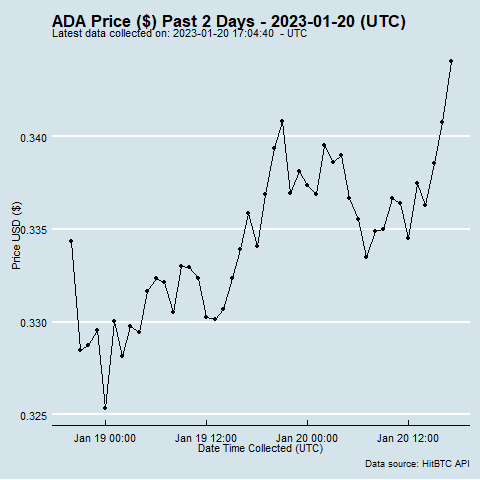 ADA Price ($) Past 2 Days - 2023-01-20 (UTC)
Latest data collected on: 2023-01-20 17:04:40 - UTC
0.340
0.335
0.330
0.325
Price USD ($)
Jan 19 00:00 Jan 19 12:00 Jan 20 00:00 Jan 20 12:00
Date Time Collected (UTC)
Data source: HitBTC API